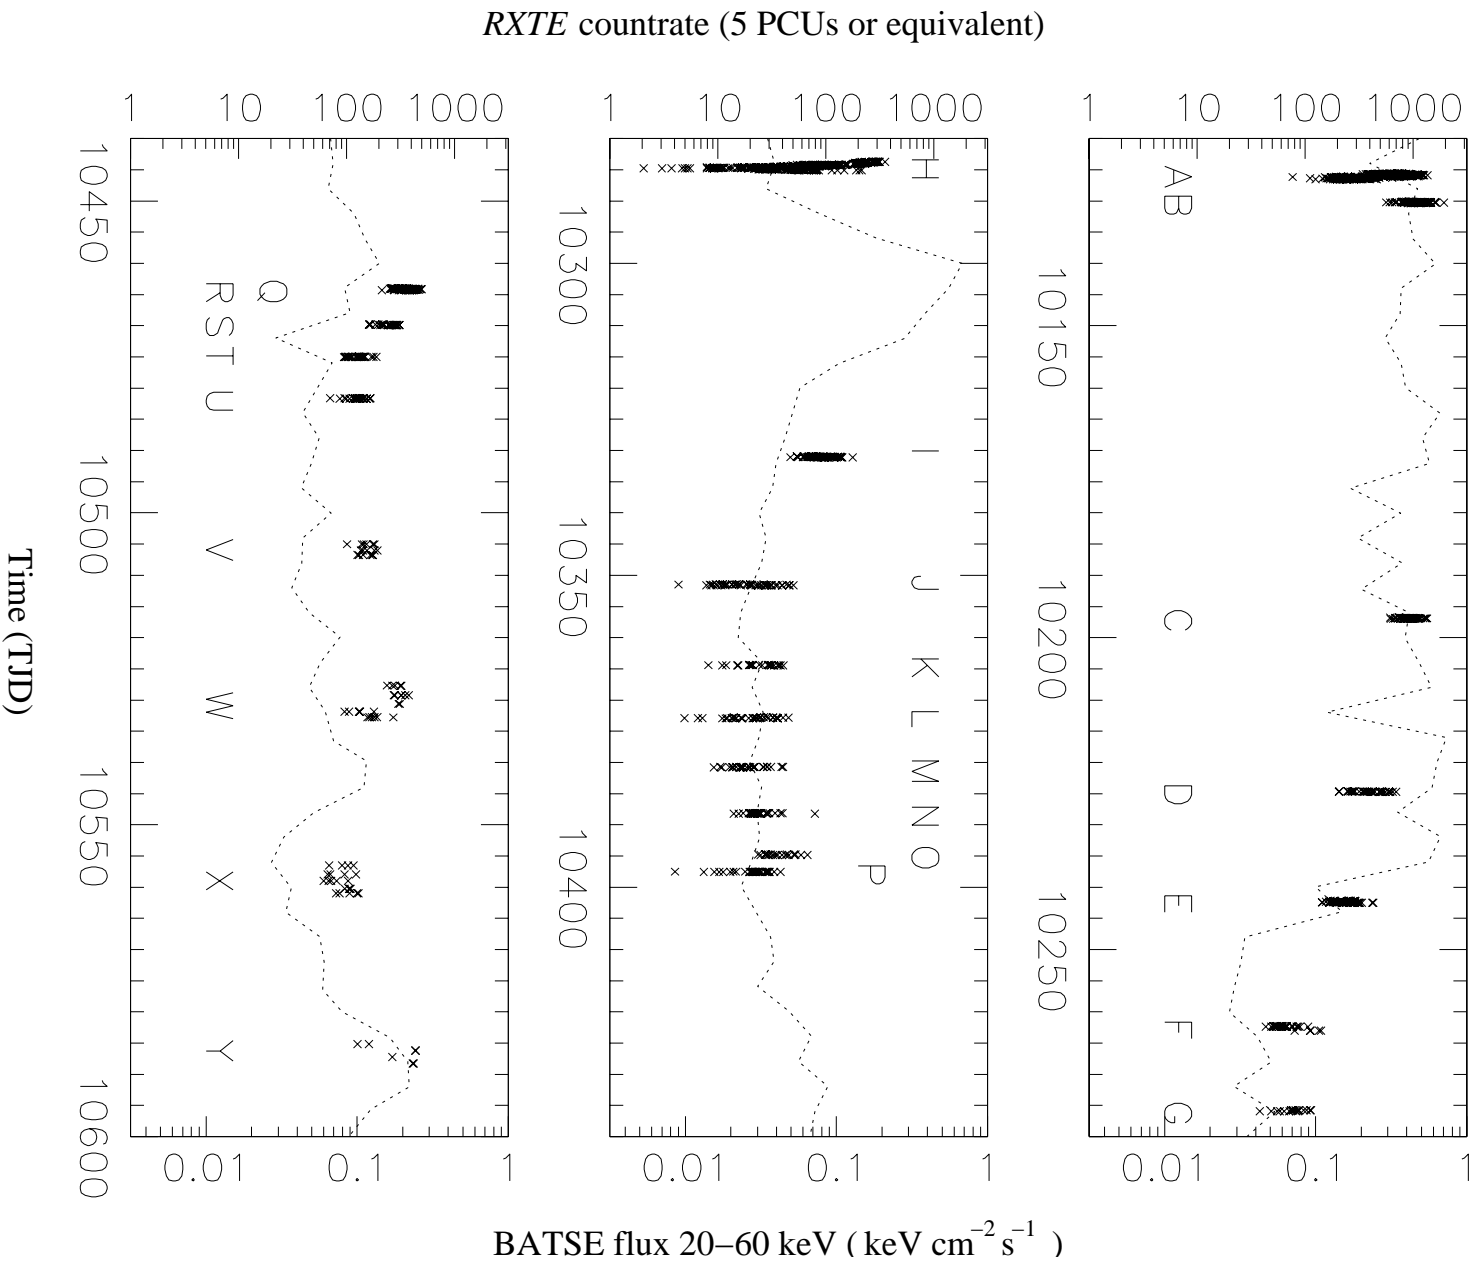 RXTE countrate (5 PCUs or equivalent)
1 10 100 1000
1 10 100 1000
1 10 100 1000
A B C D E F G
10150 10200 10250
H I J K L M N O P
10300 10350 10400
Q R S T U V W X Y
10450 10500 10550 10600
0.01 0.1 1
0.01 0.1 1
0.01 0.1 1
Time (TJD)
BATSE flux 20–60 keV ( keV cm⁻² s⁻¹ )